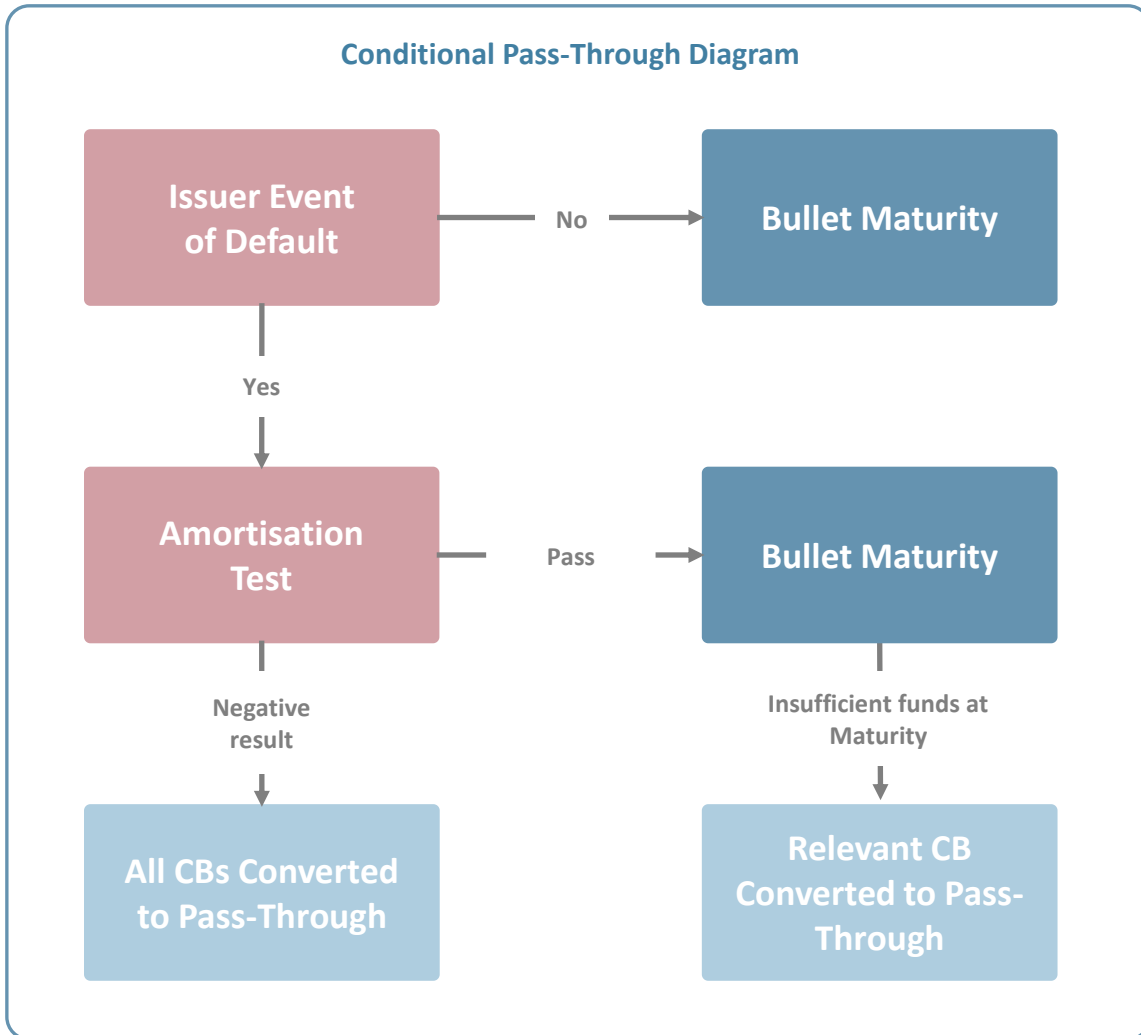 Conditional Pass-Through Diagram
Issuer Event
of Default
No
Bullet Maturity
Yes
Amortisation
Test
Pass
Bullet Maturity
Negative
result
Insufficient funds at
Maturity
All CBs Converted
to Pass-Through
Relevant CB
Converted to Pass-
Through